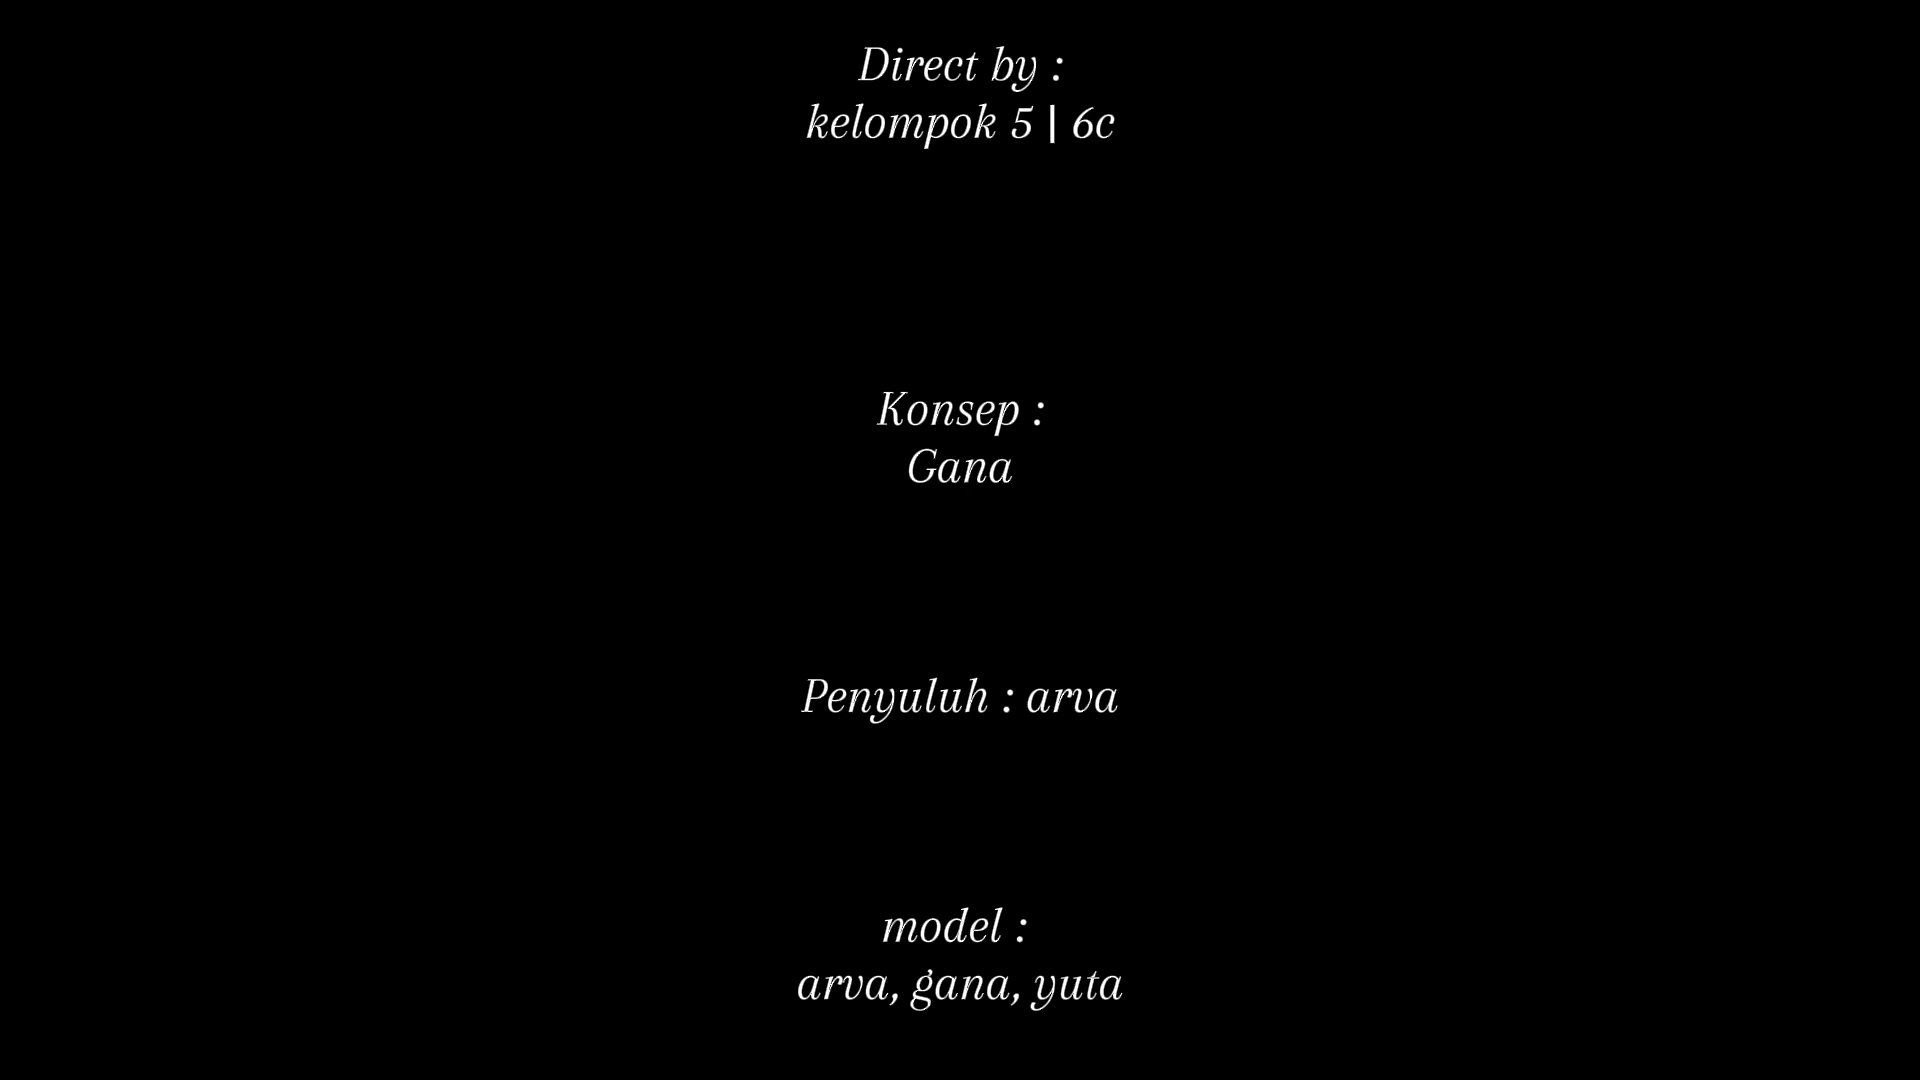 Direct by :
kelompok 5 | 6c
Konsep :
Gana
Penyuluh : arva
model :
arva, gana, yuta